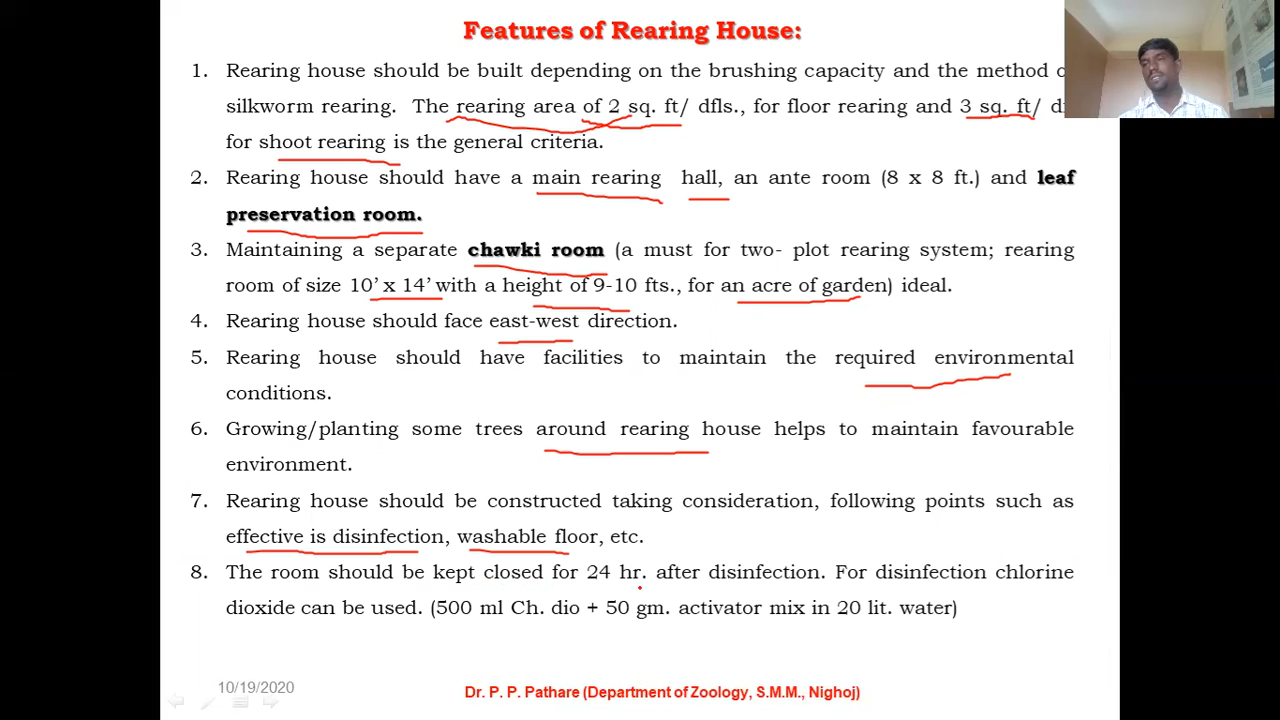 Features of Rearing House:
1. Rearing house should be built depending on the brushing capacity and the method
silkworm rearing. The rearing area of 2 sq. ft/ dfls., for floor rearing and 3 sq. ft/
for shoot rearing is the general criteria.
2. Rearing house should have a main rearing hall, an ante room (8 x 8 ft.) and leaf
preservation room.
3. Maintaining a separate chawki room (a must for two- plot rearing system; rearing
room of size 10’ x 14’ with a height of 9-10 fts., for an acre of garden) ideal.
4. Rearing house should face east-west direction.
5. Rearing house should have facilities to maintain the required environmental
conditions.
6. Growing/planting some trees around rearing house helps to maintain favourable
environment.
7. Rearing house should be constructed taking consideration, following points such as
effective is disinfection, washable floor, etc.
8. The room should be kept closed for 24 hr. after disinfection. For disinfection chlorine
dioxide can be used. (500 ml Ch. dio + 50 gm. activator mix in 20 lit. water)
10/19/2020
Dr. P. P. Pathare (Department of Zoology, S.M.M., Nighoj)